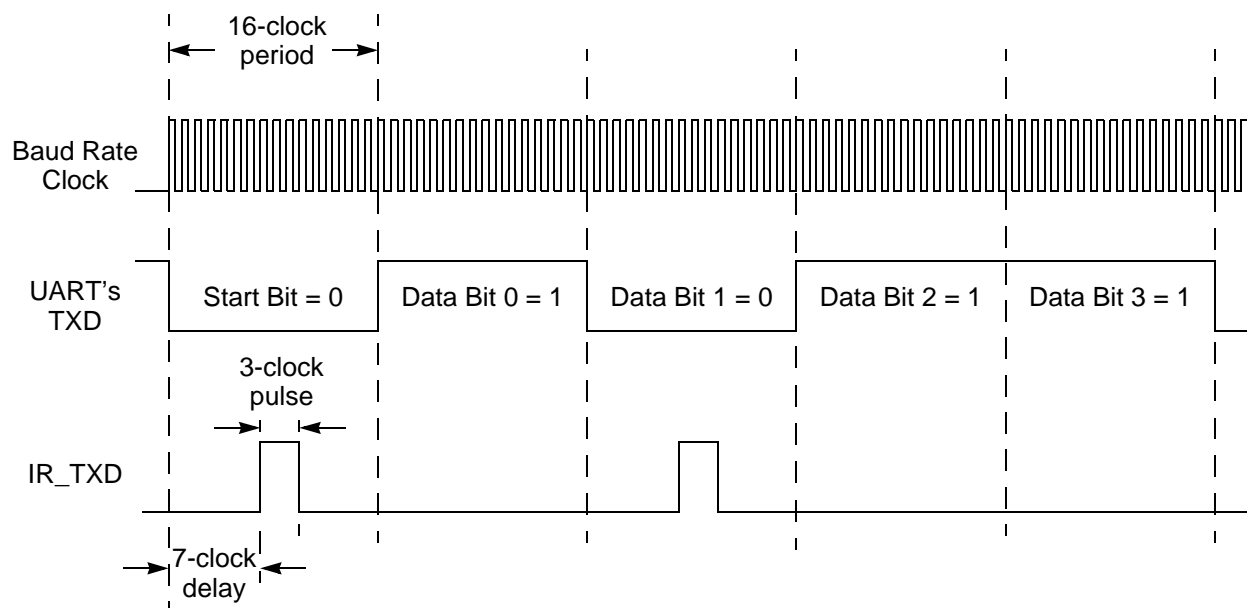 16-clock
period
Baud Rate
Clock
UART's
TXD
Start Bit = 0
Data Bit 0 = 1
Data Bit 1 = 0
Data Bit 2 = 1
Data Bit 3 = 1
3-clock
pulse
IR_TXD
7-clock
delay